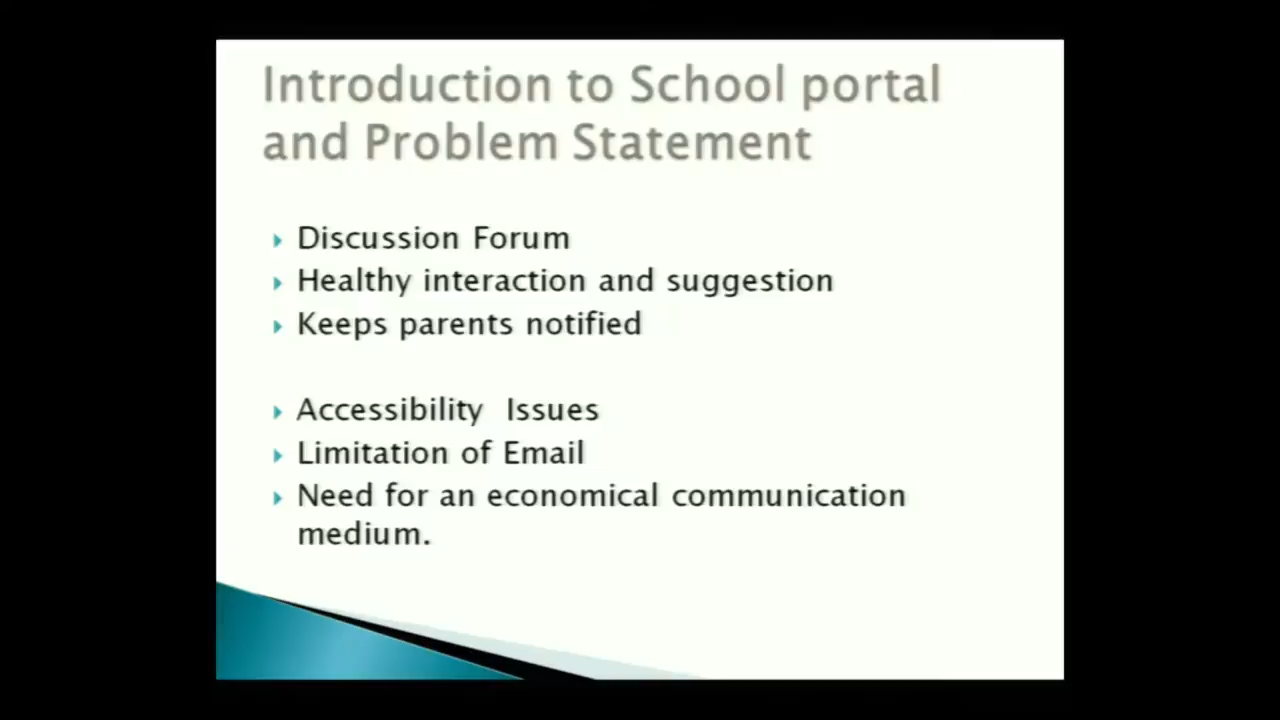 Introduction to School portal
and Problem Statement
Discussion Forum
Healthy interaction and suggestion
Keeps parents notified
Accessibility  Issues
Limitation of Email
Need for an economical communication
medium.